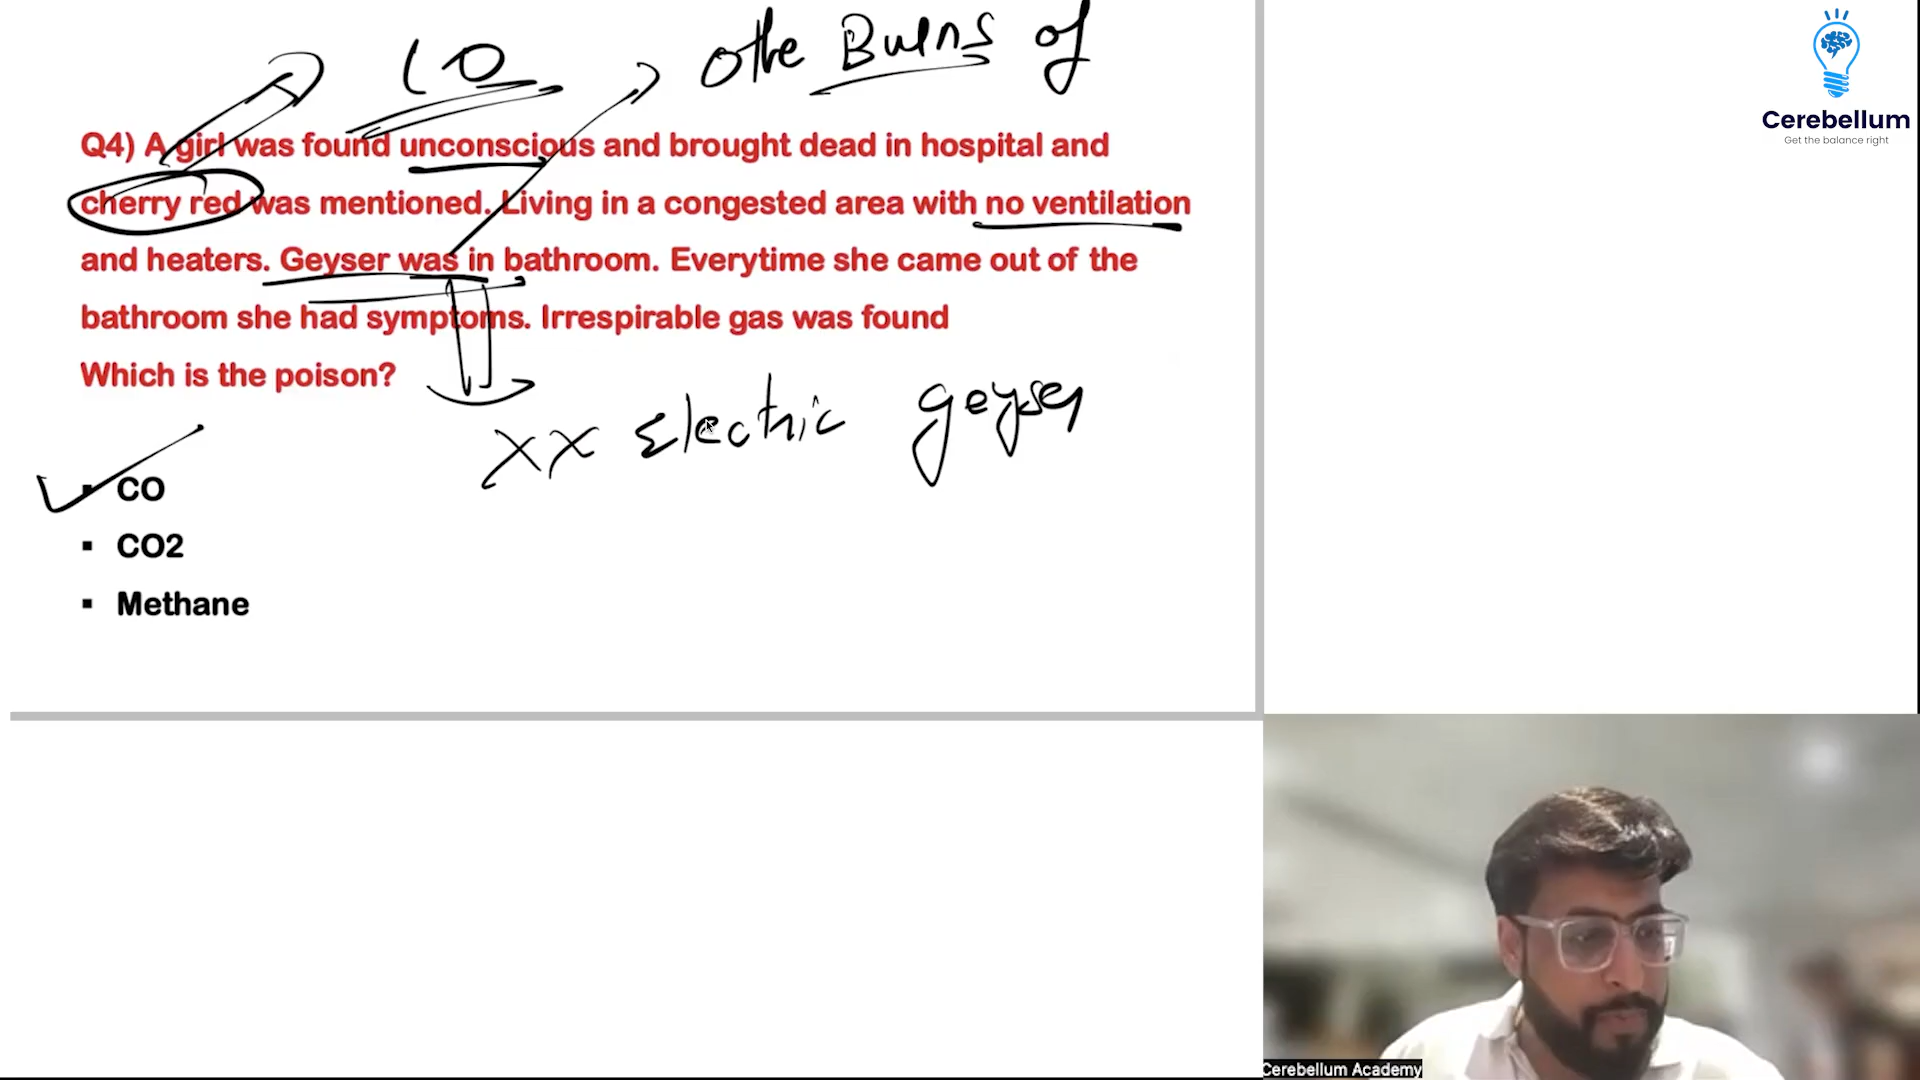 CO
Othe Burns of
Q4) A girl was found unconscious and brought dead in hospital and
cherry red was mentioned. Living in a congested area with no ventilation
and heaters. Geyser was in bathroom. Everytime she came out of the
bathroom she had symptoms. Irrespirable gas was found
Which is the poison?
xx Electric geyser
▪ CO
▪ CO2
▪ Methane
Cerebellum
Get the balance right
Cerebellum Academy